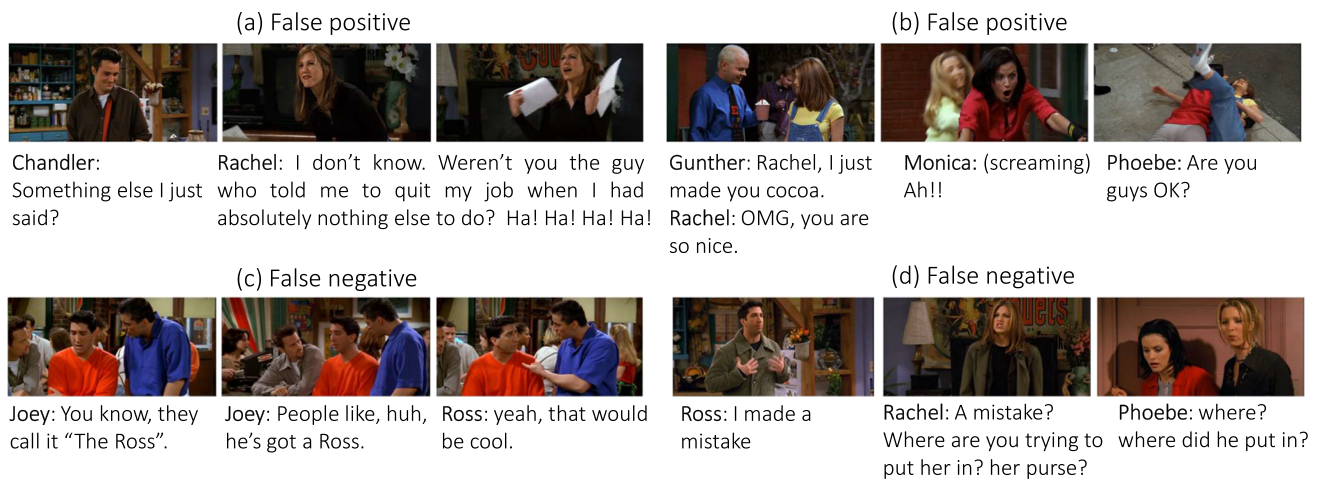 (a) False positive
Chandler:
Something else I just
said?
Rachel: I don't know. Weren't you the guy
who told me to quit my job when I had
absolutely nothing else to do? Ha! Ha! Ha! Ha!
(b) False positive
Gunther: Rachel, I just
made you cocoa.
Rachel: OMG, you are
so nice.
Monica: (screaming)
Ah!!
Phoebe: Are you
guys OK?
(c) False negative
Joey: You know, they
call it "The Ross".
Joey: People like, huh,
he's got a Ross.
Ross: yeah, that would
be cool.
(d) False negative
Ross: I made a
mistake
Rachel: A mistake?
Where are you trying to
put her in? her purse?
Phoebe: where?
where did he put in?